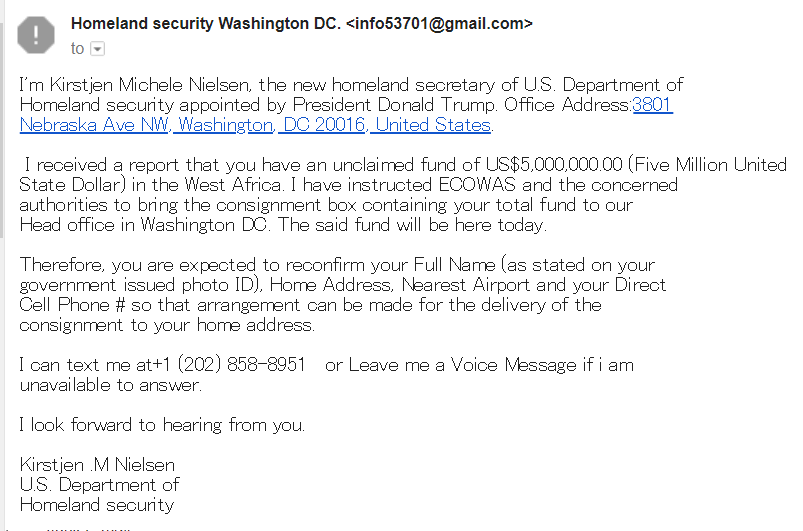 Homeland security Washington DC. <info53701@gmail.com>
to
I'm Kirstjen Michele Nielsen, the new homeland secretary of U.S. Department of
Homeland security appointed by President Donald Trump. Office Address:3801
Nebraska Ave NW, Washington, DC 20016, United States.
I received a report that you have an unclaimed fund of US$5,000,000.00 (Five Million United
State Dollar) in the West Africa. I have instructed ECOWAS and the concerned
authorities to bring the consignment box containing your total fund to our
Head office in Washington DC. The said fund will be here today.
Therefore, you are expected to reconfirm your Full Name (as stated on your
government issued photo ID), Home Address, Nearest Airport and your Direct
Cell Phone # so that arrangement can be made for the delivery of the
consignment to your home address.
I can text me at+1 (202) 858-8951 or Leave me a Voice Message if i am
unavailable to answer.
I look forward to hearing from you.
Kirstjen .M Nielsen
U.S. Department of
Homeland security